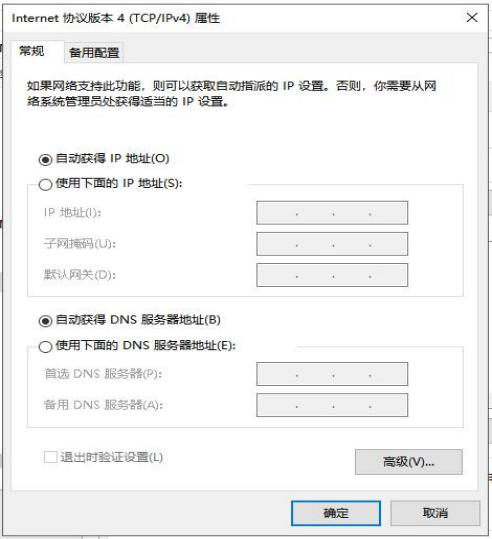 Internet 协议版本 4 (TCP/IPv4) 属性
常规
备用配置
如果网络支持此功能，则可以获取自动指派的 IP 设置。否则，你需要从网
络系统管理员处获得适当的 IP 设置。
自动获得 IP 地址(O)
使用下面的 IP 地址(S):
IP 地址(I):
子网掩码(U):
默认网关(D):
自动获得 DNS 服务器地址(B)
使用下面的 DNS 服务器地址(E):
首选 DNS 服务器(P):
备用 DNS 服务器(A):
退出时验证设置(L)
高级(V)...
确定
取消